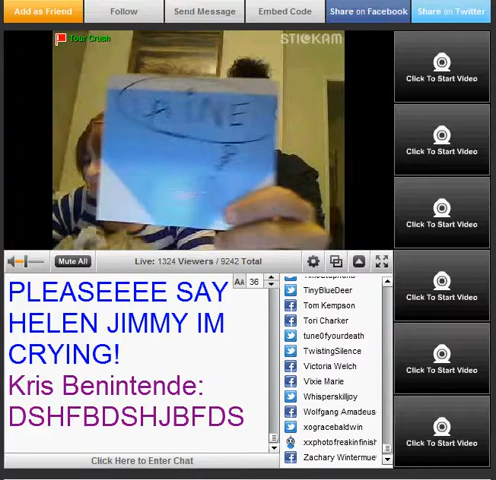 Add as Friend
Follow
Send Message
Embed Code
Share on Facebook
Share on Twitter
Tour Crush
STICKAM
Click To Start Video
Click To Start Video
Click To Start Video
Click To Start Video
Click To Start Video
Click To Start Video
Mute All
Live: 1324 Viewers / 9242 Total
Aa 36
PLEASEEEE SAY
HELEN JIMMY IM
CRYING!
Kris Benintende:
DSHFBDSHJBFDS
TinyBlueDeer
Tom Kempson
Tori Charker
tune0fyourdeath
TwistingSilence
Victoria Welch
Vixie Marie
Whisperskilljoy
Wolfgang Amadeus
xogracebaldwin
xxphotofreakinfinish
Zachary Wintermue
Click Here to Enter Chat